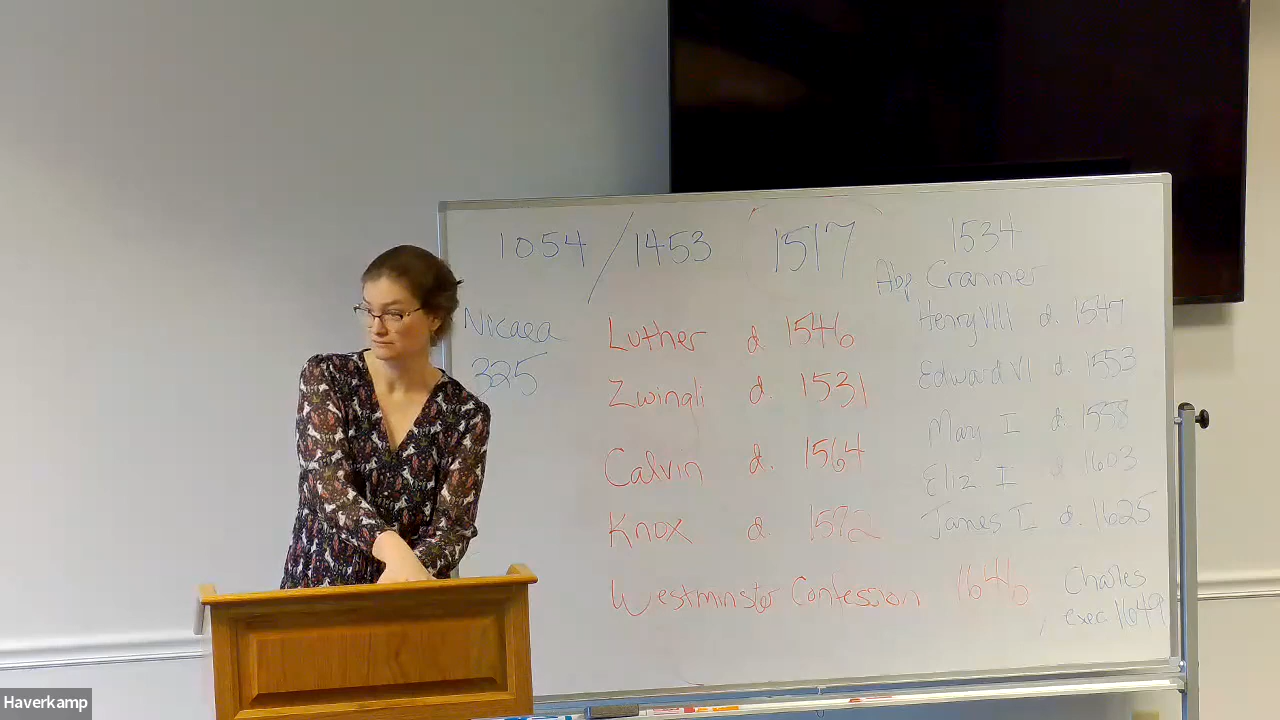 1054 / 1453 1517 1534
Abp Cranmer
Nicaea
325
Luther d 1546
Zwingli d. 1531
Calvin d. 1564
Knox d. 1572
Westminster Confession 1646
Henry VIII d. 1547
Edward VI d. 1553
Mary I d. 1558
Eliz I d 1603
James I d. 1625
Charles
exec 1649
Haverkamp